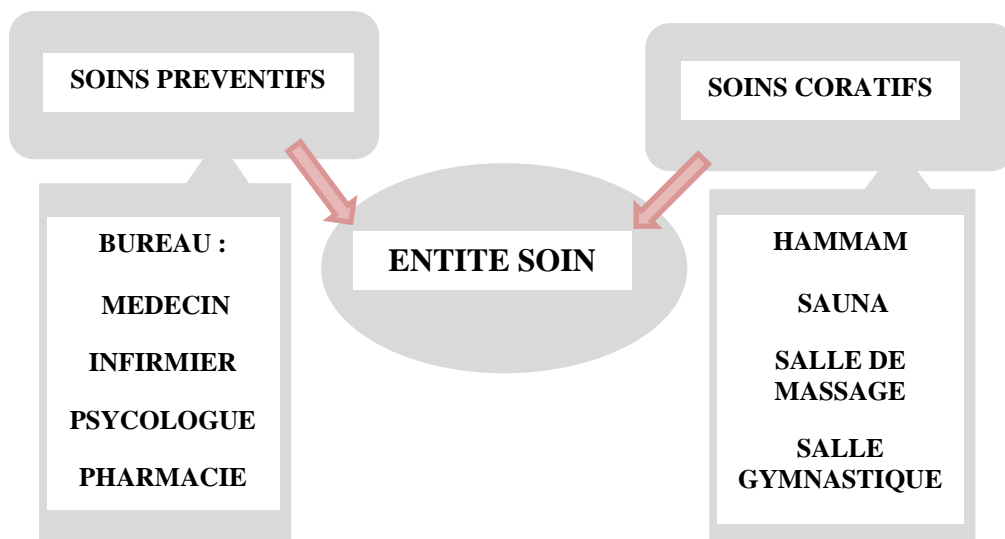 SOINS PREVENTIFS
SOINS CORATIFS
ENTITE SOIN
BUREAU :
MEDECIN
INFIRMIER
PSYCOLOGUE
PHARMACIE
HAMMAM
SAUNA
SALLE DE
MASSAGE
SALLE
GYMNASTIQUE